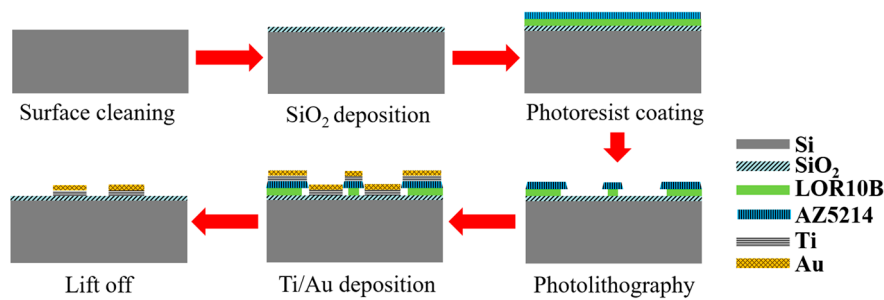 Surface cleaning
SiO₂ deposition
Photoresist coating
Si
SiO₂
LOR10B
AZ5214
Ti
Au
Lift off
Ti/Au deposition
Photolithography